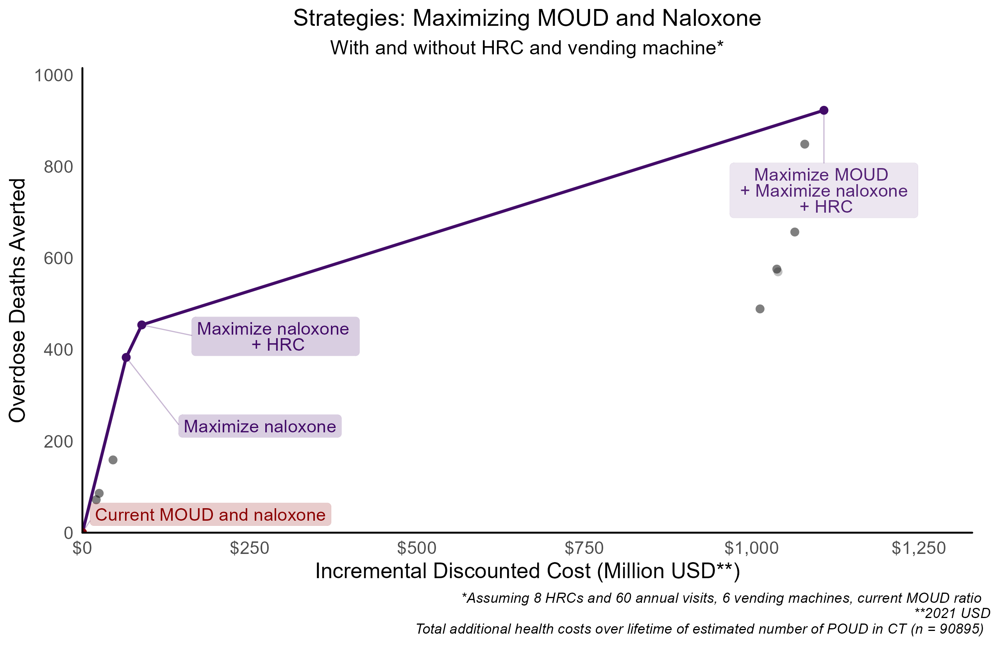 Strategies: Maximizing MOUD and Naloxone
With and without HRC and vending machine*
Overdose Deaths Averted
1000
800
600
400
200
0
Maximize MOUD
+ Maximize naloxone
+ HRC
Maximize naloxone
+ HRC
Maximize naloxone
Current MOUD and naloxone
$0
$250
$500
$750
$1,000
$1,250
Incremental Discounted Cost (Million USD**)
*Assuming 8 HRCs and 60 annual visits, 6 vending machines, current MOUD ratio
**2021 USD
Total additional health costs over lifetime of estimated number of POUD in CT (n = 90895)